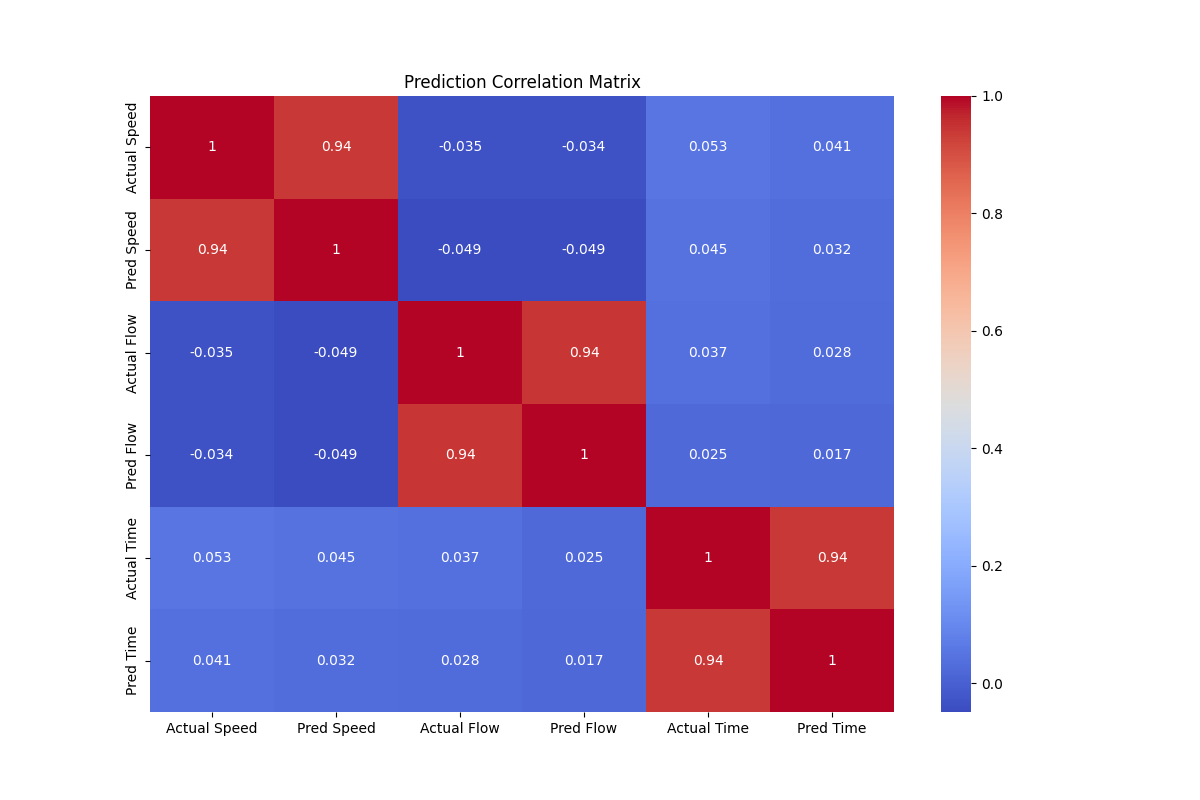 Prediction Correlation Matrix
Actual Speed 1 0.94 -0.035 -0.034 0.053 0.041
Pred Speed 0.94 1 -0.049 -0.049 0.045 0.032
Actual Flow -0.035 -0.049 1 0.94 0.037 0.028
Pred Flow -0.034 -0.049 0.94 1 0.025 0.017
Actual Time 0.053 0.045 0.037 0.025 1 0.94
Pred Time 0.041 0.032 0.028 0.017 0.94 1
Actual Speed Pred Speed Actual Flow Pred Flow Actual Time Pred Time
1.0
0.8
0.6
0.4
0.2
0.0